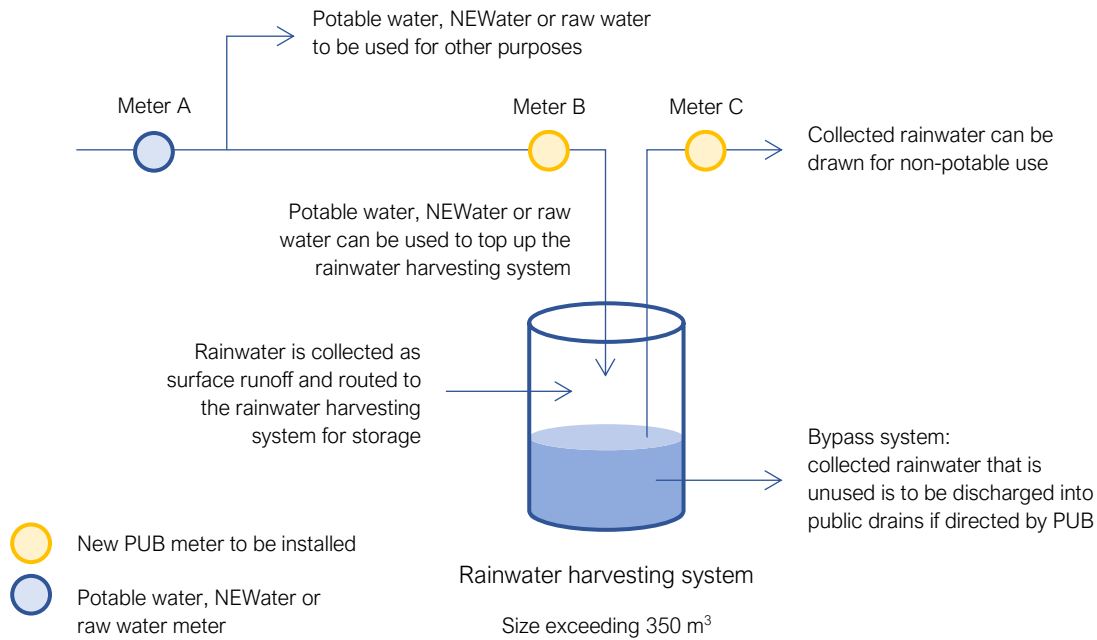 Potable water, NEWater or raw water
to be used for other purposes
Meter A
Meter B
Meter C
Collected rainwater can be
drawn for non-potable use
Potable water, NEWater or raw
water can be used to top up the
rainwater harvesting system
Rainwater is collected as
surface runoff and routed to
the rainwater harvesting
system for storage
Bypass system:
collected rainwater that is
unused is to be discharged into
public drains if directed by PUB
New PUB meter to be installed
Potable water, NEWater or
raw water meter
Rainwater harvesting system
Size exceeding 350 m³